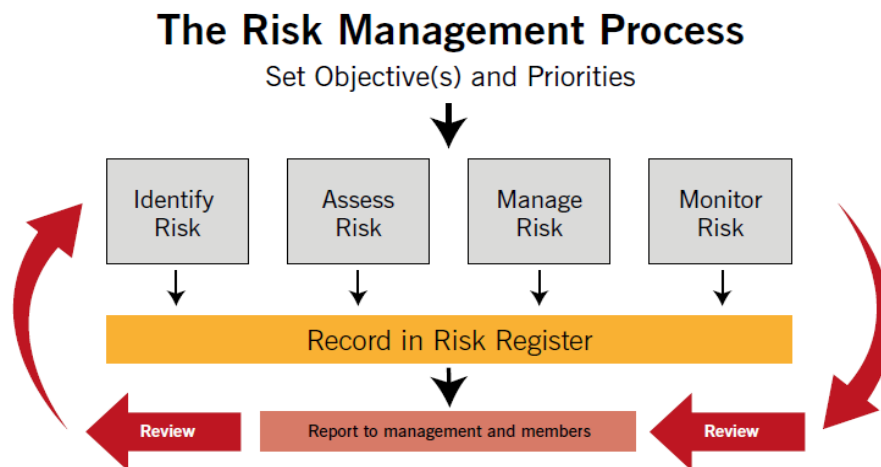 The Risk Management Process
Set Objective(s) and Priorities
Identify
Risk
Assess
Risk
Manage
Risk
Monitor
Risk
Record in Risk Register
Review
Report to management and members
Review